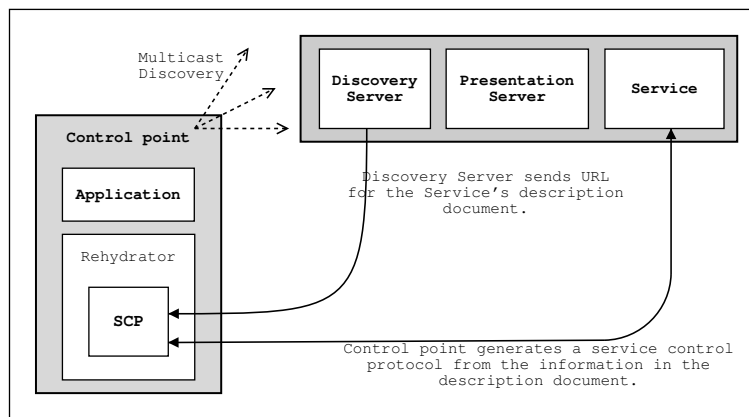 Multicast
Discovery
Discovery
Server
Presentation
Server
Service
Control point
Application
Rehydrator
SCP
Discovery Server sends URL
for the Service’s description
document.
Control point generates a service control
protocol from the information in the
description document.